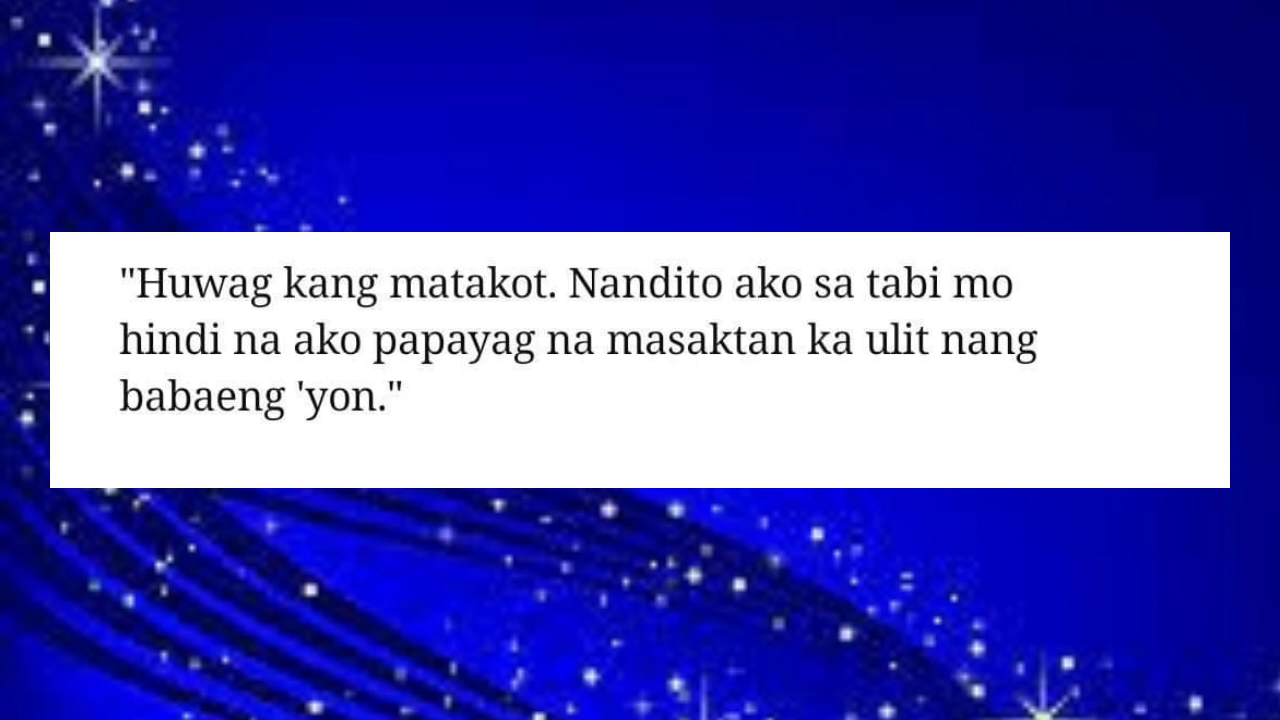 "Huwag kang matakot. Nandito ako sa tabi mo
hindi na ako papayag na masaktan ka ulit nang
babaeng 'yon."